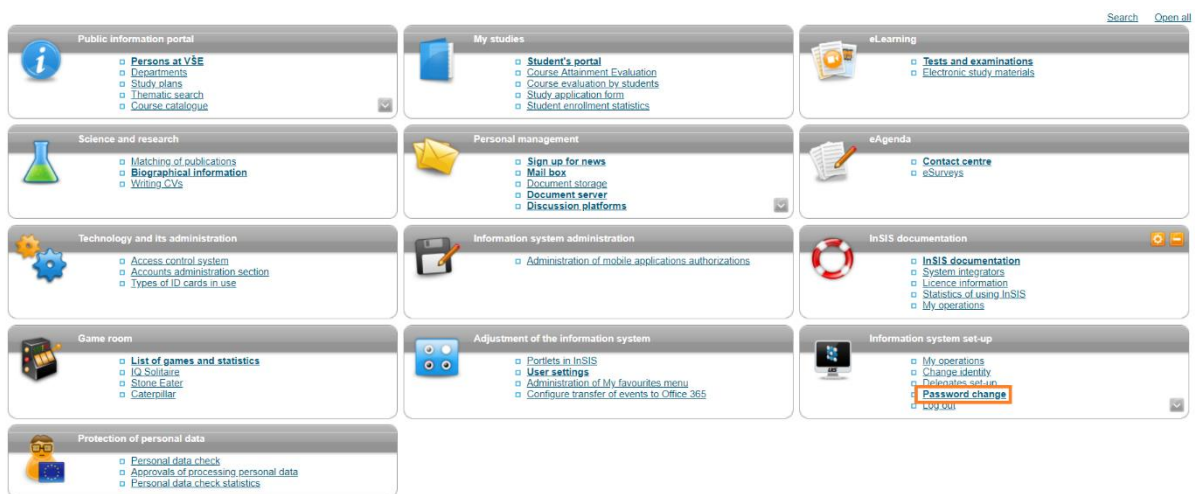 Search Open all
Public information portal
Persons at VŠE
Departments
Study plans
Thematic search
Course catalogue
My studies
Student's portal
Course Attainment Evaluation
Course evaluation by students
Study application form
Student enrollment statistics
eLearning
Tests and examinations
Electronic study materials
Science and research
Matching of publications
Biographical information
Writing CVs
Personal management
Sign up for news
Mail box
Document storage
Document server
Discussion platforms
eAgenda
Contact centre
eSurveys
Technology and its administration
Access control system
Accounts administration section
Types of ID cards in use
Information system administration
Administration of mobile applications authorizations
InSIS documentation
InSIS documentation
System integrators
Licence information
Statistics of using InSIS
My operations
Game room
List of games and statistics
IQ Solitaire
Stone Eater
Caterpillar
Adjustment of the information system
Portlets in InSIS
User settings
Administration of My favourites menu
Configure transfer of events to Office 365
Information system set-up
My operations
Change identity
Delegates set-up
Password change
Log out
Protection of personal data
Personal data check
Approvals of processing personal data
Personal data check statistics